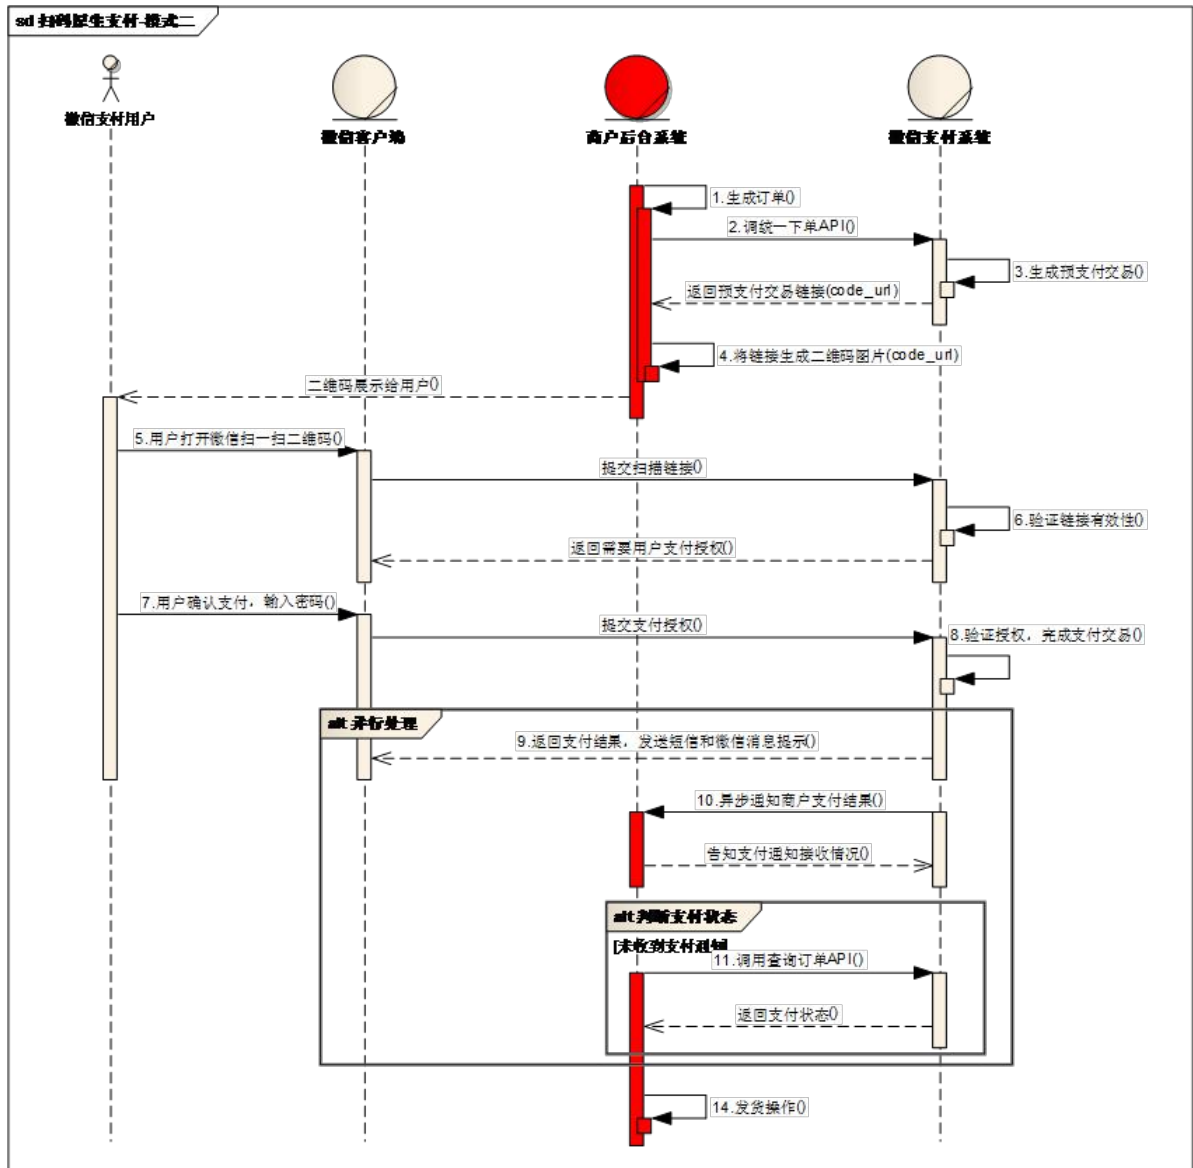 sd 扫码原生支付-模式二
微信支付用户
微信客户端
商户后台系统
微信支付系统
1.生成订单()
2.调统一下单API()
3.生成预支付交易()
返回预支付交易链接(code_url)
4.将链接生成二维码图片(code_url)
二维码展示给用户()
5.用户打开微信扫一扫二维码()
提交扫描链接()
6.验证链接有效性()
返回需要用户支付授权()
7.用户确认支付，输入密码()
提交支付授权()
8.验证授权，完成支付交易()
alt 并行处理
9.返回支付结果，发送短信和微信消息提示()
10.异步通知商户支付结果()
告知支付通知接收情况()
alt 判断支付状态
[未收到支付通知]
11.调用查询订单API()
返回支付状态()
14.发货操作()